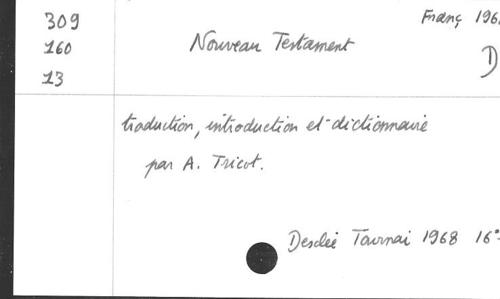 309 Franç 196
160 Nouveau Testament D
13
traduction, introduction et dictionnaire
par A. Tricot.
Desclée Tournai 1968 16°